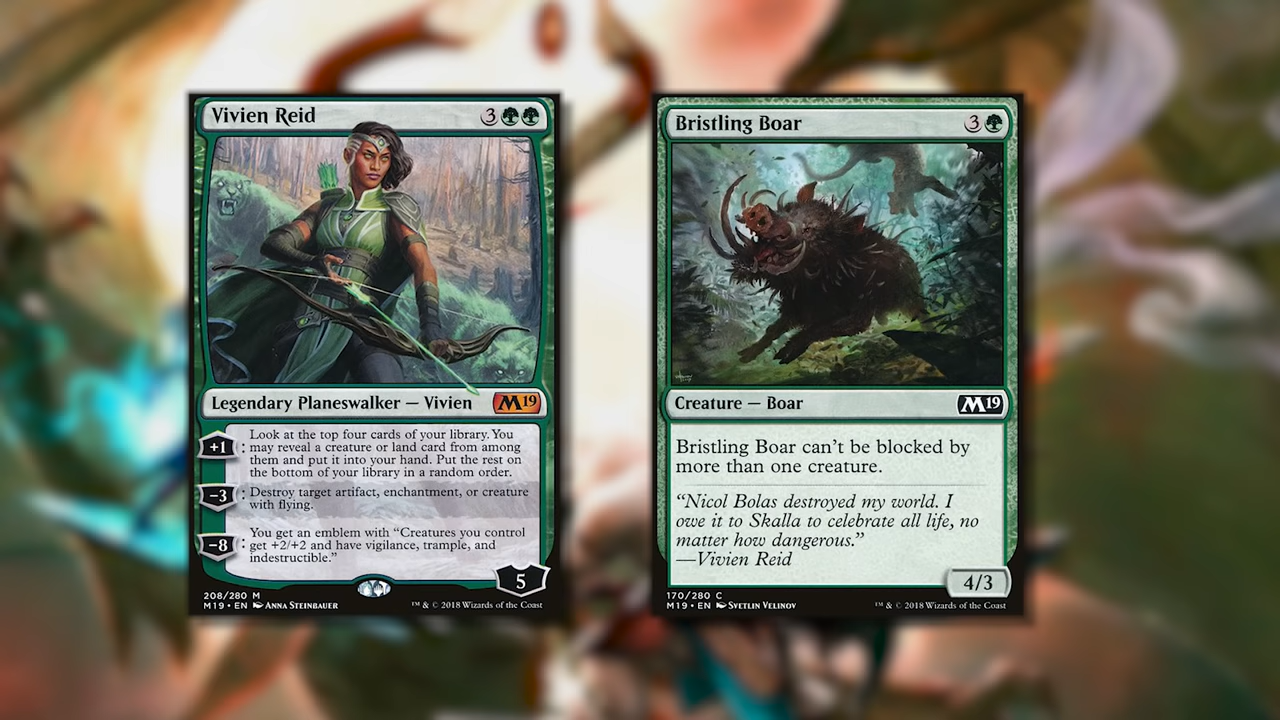 Vivien Reid 3
Legendary Planeswalker — Vivien M19
+1: Look at the top four cards of your library. You
may reveal a creature or land card from among
them and put it into your hand. Put the rest on
the bottom of your library in a random order.
−3: Destroy target artifact, enchantment, or creature
with flying.
−8: You get an emblem with “Creatures you control
get +2/+2 and have vigilance, trample, and
indestructible.”
5
208/280 M
M19 • EN Anna Steinbauer ™ & © 2018 Wizards of the Coast
Bristling Boar 3
Creature — Boar M19
Bristling Boar can’t be blocked by
more than one creature.
“Nicol Bolas destroyed my world. I
owe it to Skalla to celebrate all life, no
matter how dangerous.”
—Vivien Reid
4/3
170/280 C
M19 • EN Svetlin Velinov ™ & © 2018 Wizards of the Coast